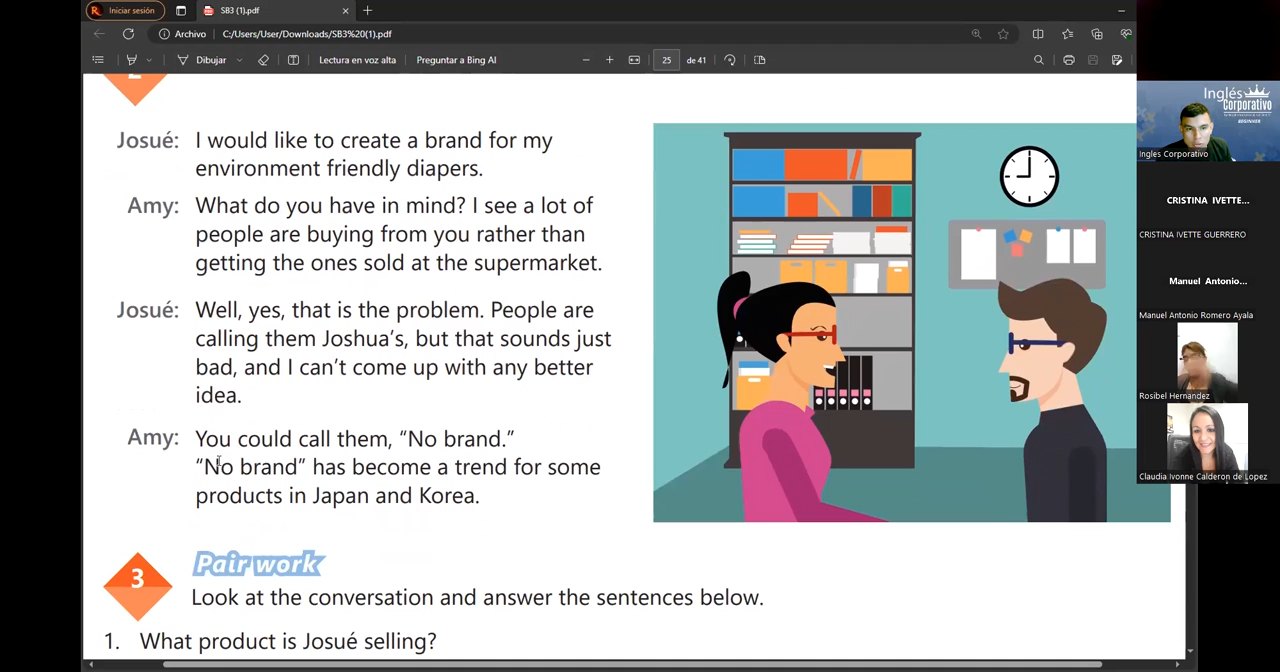 Iniciar sesión
SB3 (1).pdf
Archivo
C:/Users/User/Downloads/SB3%20(1).pdf
Dibujar
Lectura en voz alta
Preguntar a Bing AI
25
de 41
Josué: I would like to create a brand for my
environment friendly diapers.
Amy: What do you have in mind? I see a lot of
people are buying from you rather than
getting the ones sold at the supermarket.
Josué: Well, yes, that is the problem. People are
calling them Joshua's, but that sounds just
bad, and I can't come up with any better
idea.
Amy: You could call them, “No brand.”
“No brand” has become a trend for some
products in Japan and Korea.
3
Pair work
Look at the conversation and answer the sentences below.
1. What product is Josué selling?
Inglés
Corporativo
BEGINNER
Ingles Corporativo
CRISTINA IVETTE...
CRISTINA IVETTE GUERRERO
Manuel Antonio...
Manuel Antonio Romero Ayala
Rosibel Hernandez
Claudia Ivonne Calderon de Lopez